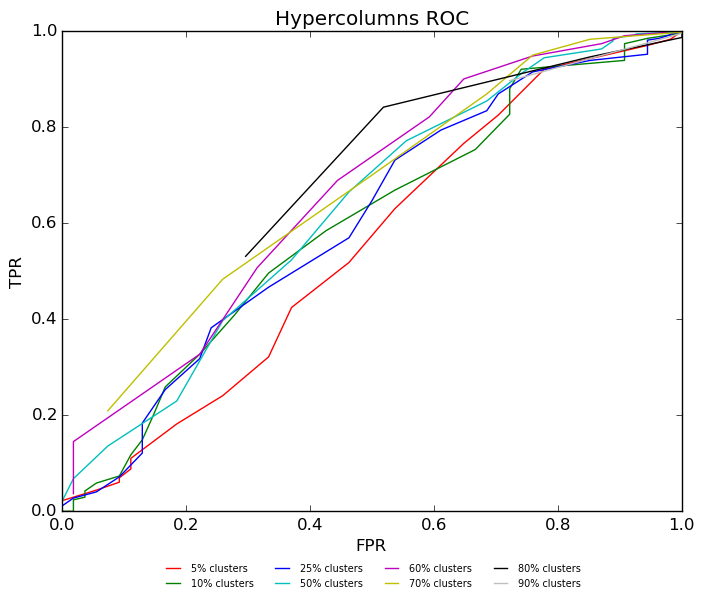 Hypercolumns ROC
1.0
0.8
0.6
0.4
0.2
0.0
TPR
0.0 0.2 0.4 0.6 0.8 1.0
FPR
5% clusters 25% clusters 60% clusters 80% clusters
10% clusters 50% clusters 70% clusters 90% clusters